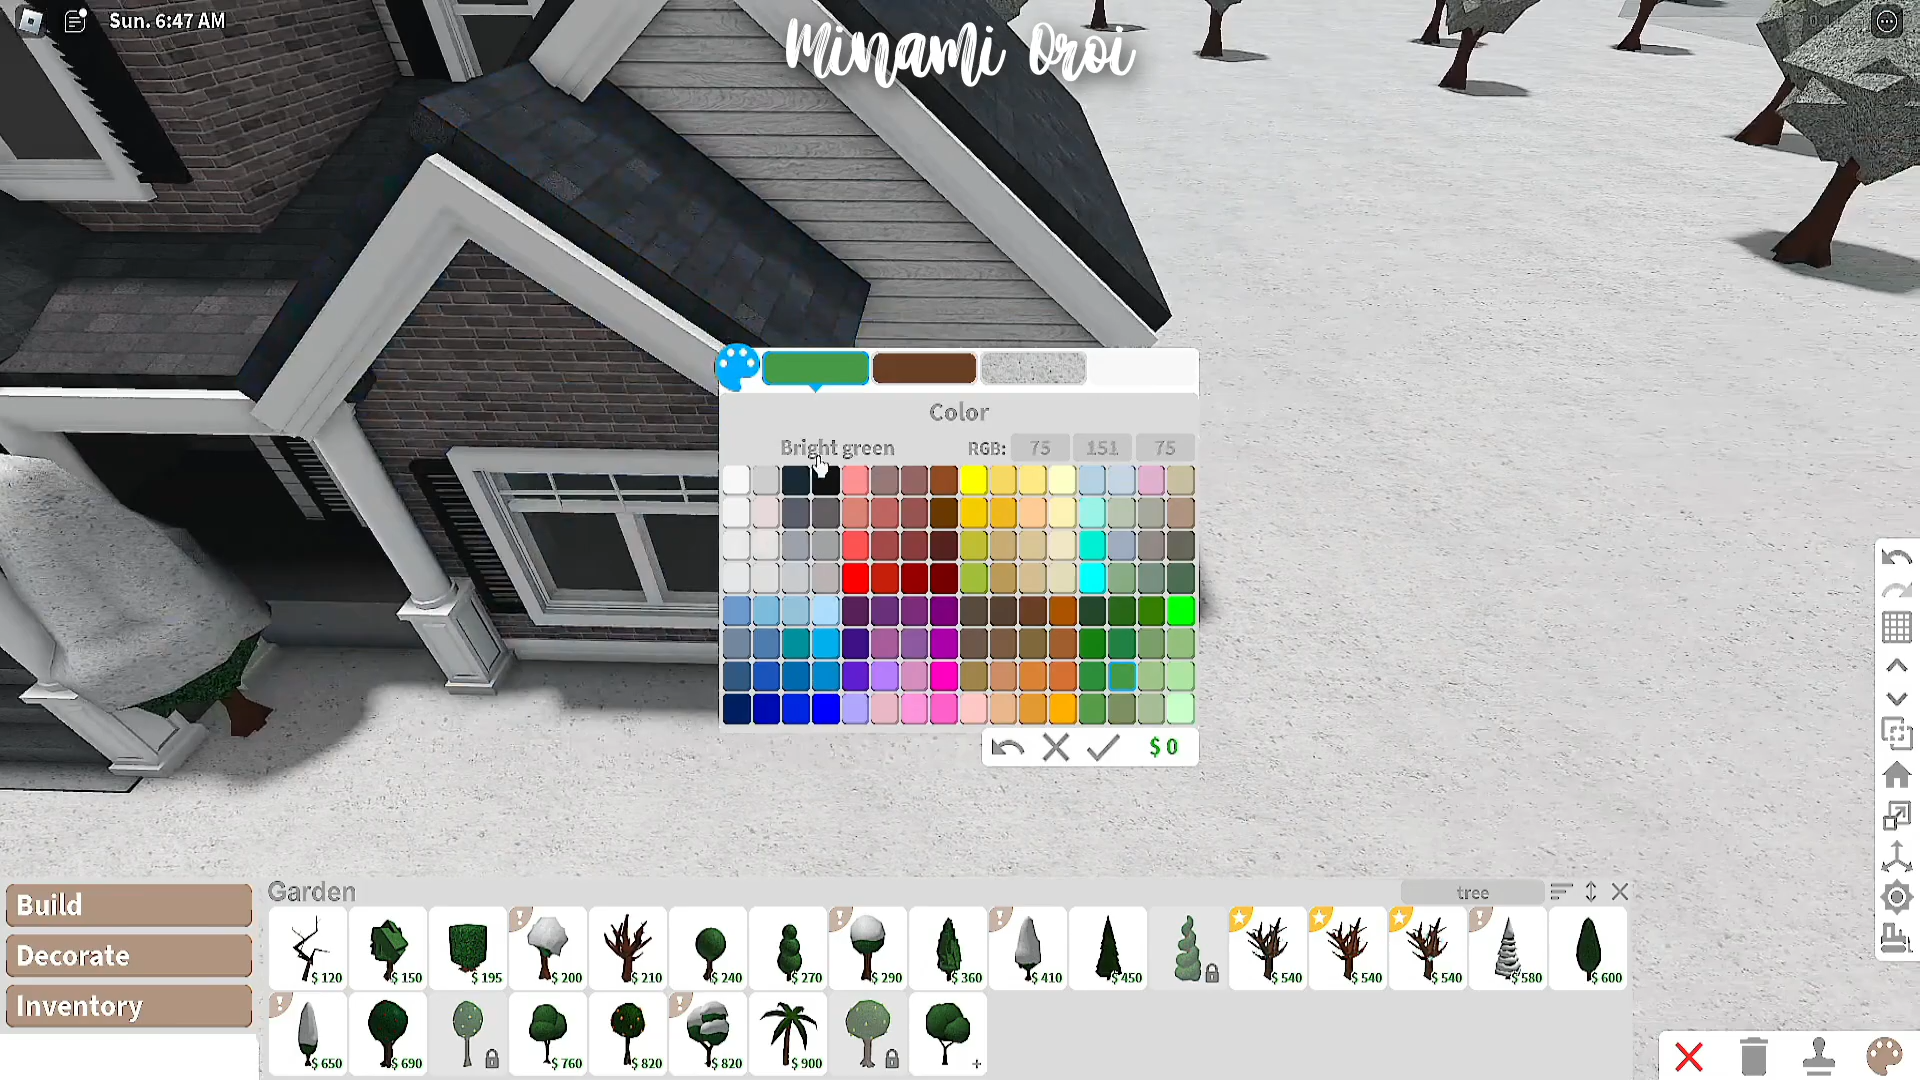 Sun. 6:47 AM
Minami Oroi
Color
Bright green RGB: 75 151 75
$ 0
Build
Decorate
Inventory
Garden
tree
$ 120 $ 150 $ 195 $ 200 $ 210 $ 240 $ 270 $ 290 $ 360 $ 410 $ 450 $ 540 $ 540 $ 540 $ 580 $ 600
$ 650 $ 690 $ 760 $ 820 $ 820 $ 900 +